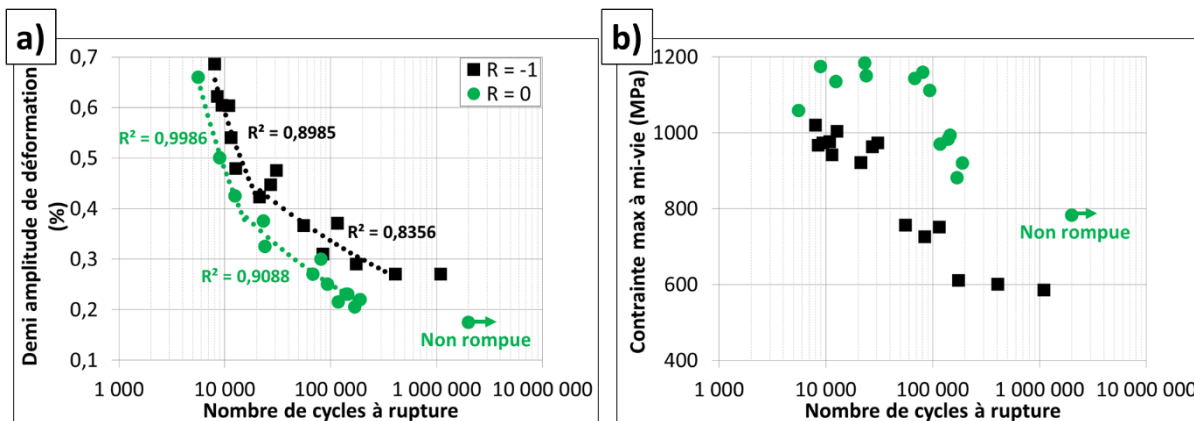 a)
Demi amplitude de déformation
(%)
0,7
0,6
0,5
0,4
0,3
0,2
0,1
R = -1
R = 0
R² = 0,8985
R² = 0,9986
R² = 0,8356
R² = 0,9088
Non rompue
1 000
10 000
100 000
1 000 000
10 000 000
Nombre de cycles à rupture
b)
Contrainte max à mi-vie (MPa)
1200
1000
800
600
400
Non rompue
1 000
10 000
100 000
1 000 000
10 000 000
Nombre de cycles à rupture